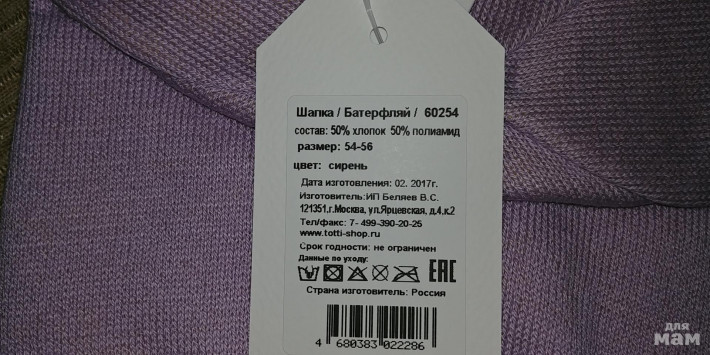 Шапка / Батерфляй / 60254
состав: 50% хлопок 50% полиамид
размер: 54-56
цвет: сирень
Дата изготовления: 02. 2017г.
Изготовитель:ИП Беляев В.С.
121351.г.Москва, ул.Ярцевская, д.4.к.2
Тел/факс: 7- 499-390-20-25
www.totti-shop.ru
Срок годности: не ограничен
Данные по уходу:
EAC
Страна изготовитель: Россия
4 680383 022286
для
мам